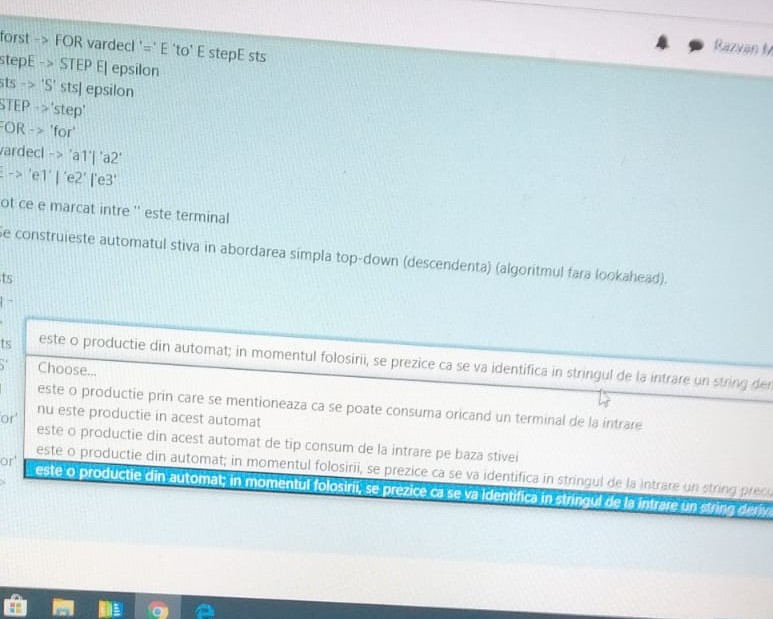 forst -> FOR vardecl '=' E 'to' E stepE sts
Razvan M
stepE -> STEP E| epsilon
sts -> 'S' sts| epsilon
STEP ->'step'
FOR -> 'for'
vardecl -> 'a1'| 'a2'
E -> 'e1' | 'e2' |'e3'
ot ce e marcat intre '' este terminal
Se construieste automatul stiva in abordarea simpla top-down (descendenta) (algoritmul fara lookahead).
ts
ts
este o productie din automat; in momentul folosirii, se prezice ca se va identifica in stringul de la intrare un string der
S'
Choose...
este o productie prin care se mentioneaza ca se poate consuma oricand un terminal de la intrare
or'
nu este productie in acest automat
este o productie din acest automat de tip consum de la intrare pe baza stivei
or'
este o productie din automat; in momentul folosirii, se prezice ca se va identifica in stringul de la intrare un string precu
este o productie din automat; in momentul folosirii, se prezice ca se va identifica in stringul de la intrare un string deriva